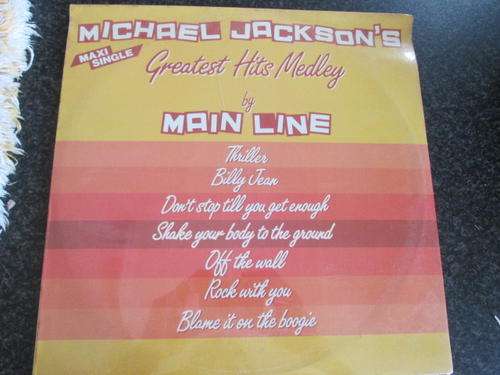 MICHAEL JACKSON'S
MAXI
SINGLE
Greatest Hits Medley
by
MAIN LINE
Thriller
Billy Jean
Don't stop till you get enough
Shake your body to the ground
Off the wall
Rock with you
Blame it on the boogie